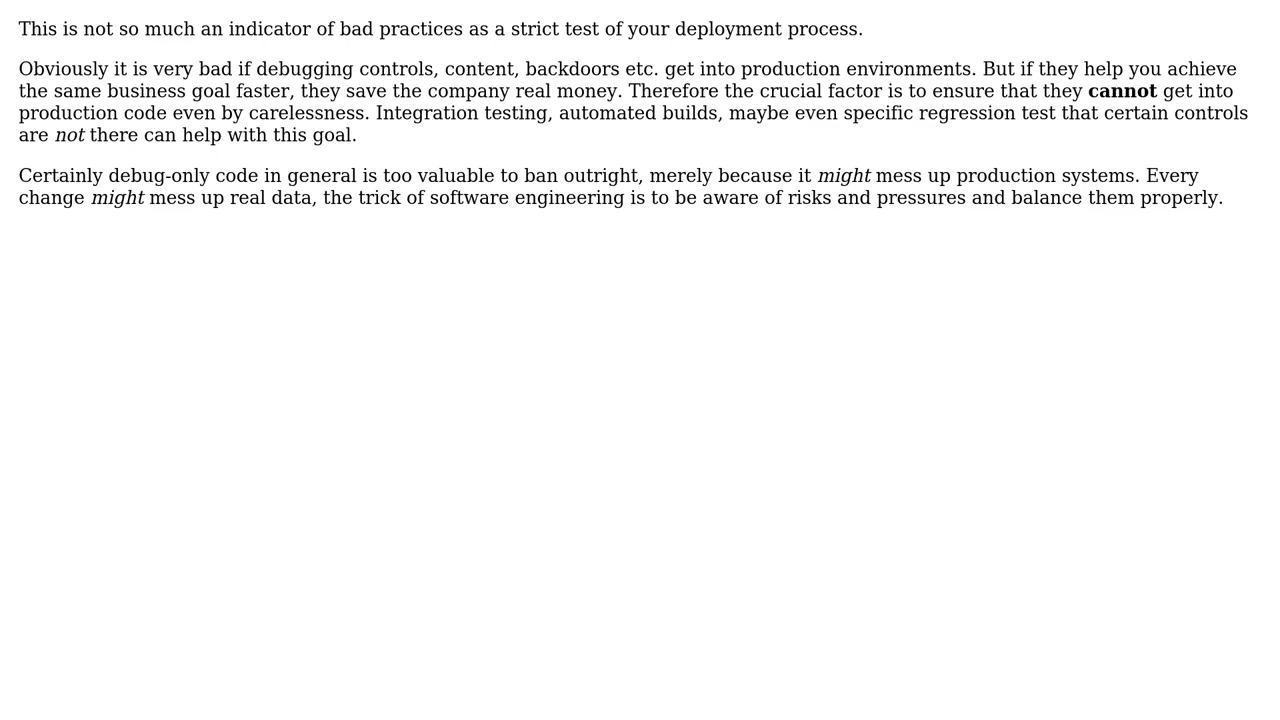 This is not so much an indicator of bad practices as a strict test of your deployment process.
Obviously it is very bad if debugging controls, content, backdoors etc. get into production environments. But if they help you achieve
the same business goal faster, they save the company real money. Therefore the crucial factor is to ensure that they cannot get into
production code even by carelessness. Integration testing, automated builds, maybe even specific regression test that certain controls
are not there can help with this goal.
Certainly debug-only code in general is too valuable to ban outright, merely because it might mess up production systems. Every
change might mess up real data, the trick of software engineering is to be aware of risks and pressures and balance them properly.